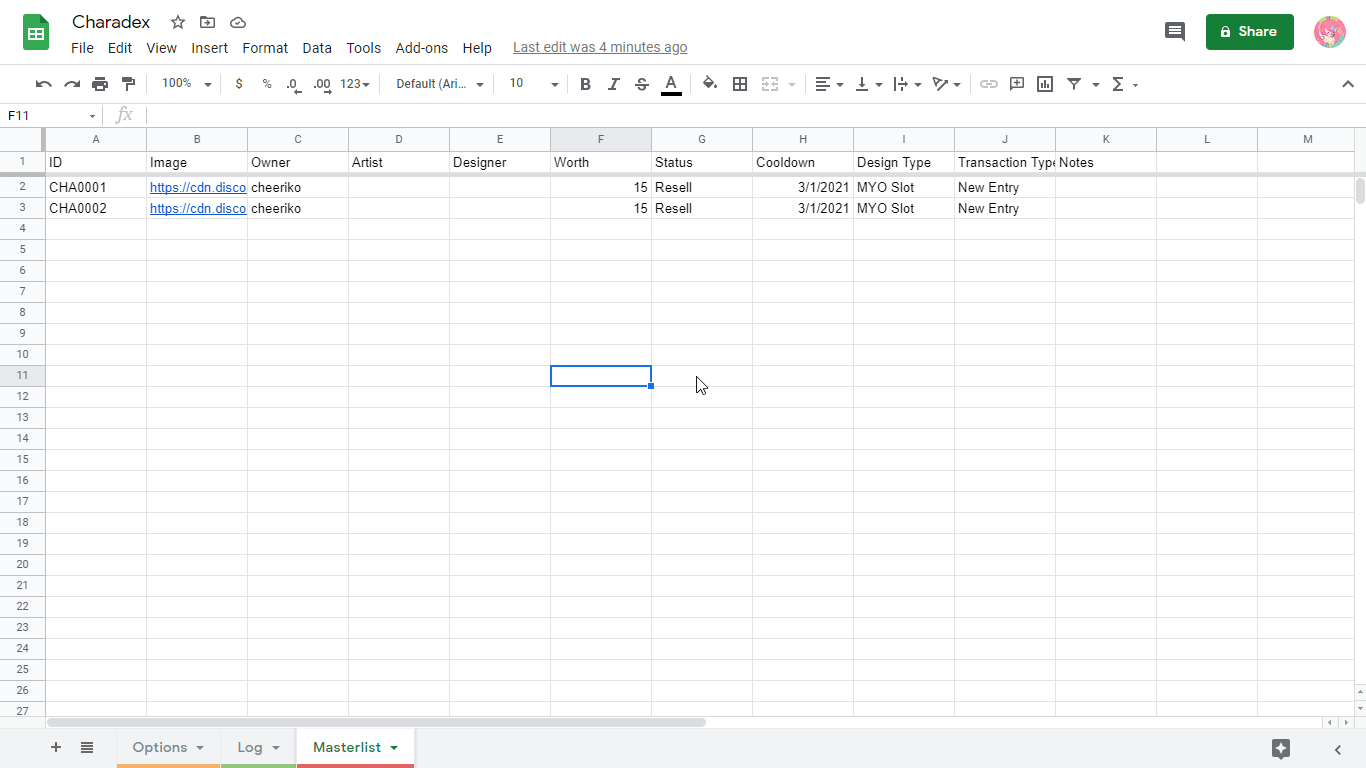 Charadex
File Edit View Insert Format Data Tools Add-ons Help Last edit was 4 minutes ago
Share
100% $ % .0 .00 123 Default (Ari... 10 B I S A
F11 fx
A B C D E F G H I J K L M
1 ID Image Owner Artist Designer Worth Status Cooldown Design Type Transaction Type Notes
2 CHA0001 https://cdn.disco cheeriko 15 Resell 3/1/2021 MYO Slot New Entry
3 CHA0002 https://cdn.disco cheeriko 15 Resell 3/1/2021 MYO Slot New Entry
4
5
6
7
8
9
10
11
12
13
14
15
16
17
18
19
20
21
22
23
24
25
26
27
Options Log Masterlist